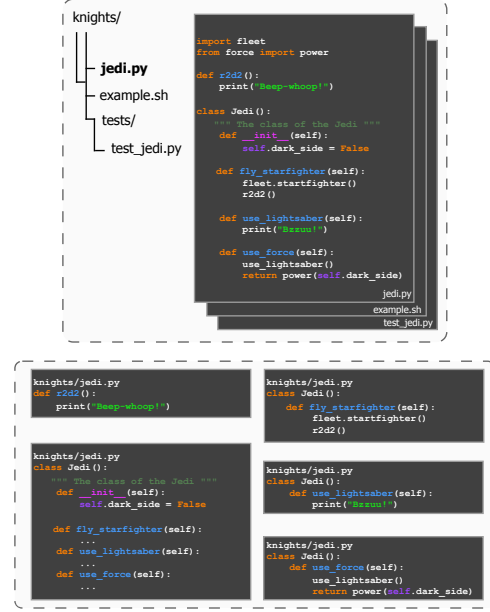 knights/
jedi.py
example.sh
tests/
test_jedi.py
import fleet
from force import power
def r2d2():
print("Beep-whoop!")
class Jedi():
""" The class of the Jedi """
def __init__(self):
self.dark_side = False
def fly_starfighter(self):
fleet.startfighter()
r2d2()
def use_lightsaber(self):
print("Bzzuu!")
def use_force(self):
use_lightsaber()
return power(self.dark_side)
jedi.py
example.sh
test_jedi.py
knights/jedi.py
def r2d2():
print("Beep-whoop!")
knights/jedi.py
class Jedi():
""" The class of the Jedi """
def __init__(self):
self.dark_side = False
def fly_starfighter(self):
...
def use_lightsaber(self):
...
def use_force(self):
...
knights/jedi.py
class Jedi():
def fly_starfighter(self):
fleet.startfighter()
r2d2()
knights/jedi.py
class Jedi():
def use_lightsaber(self):
print("Bzzuu!")
knights/jedi.py
class Jedi():
def use_force(self):
use_lightsaber()
return power(self.dark_side)